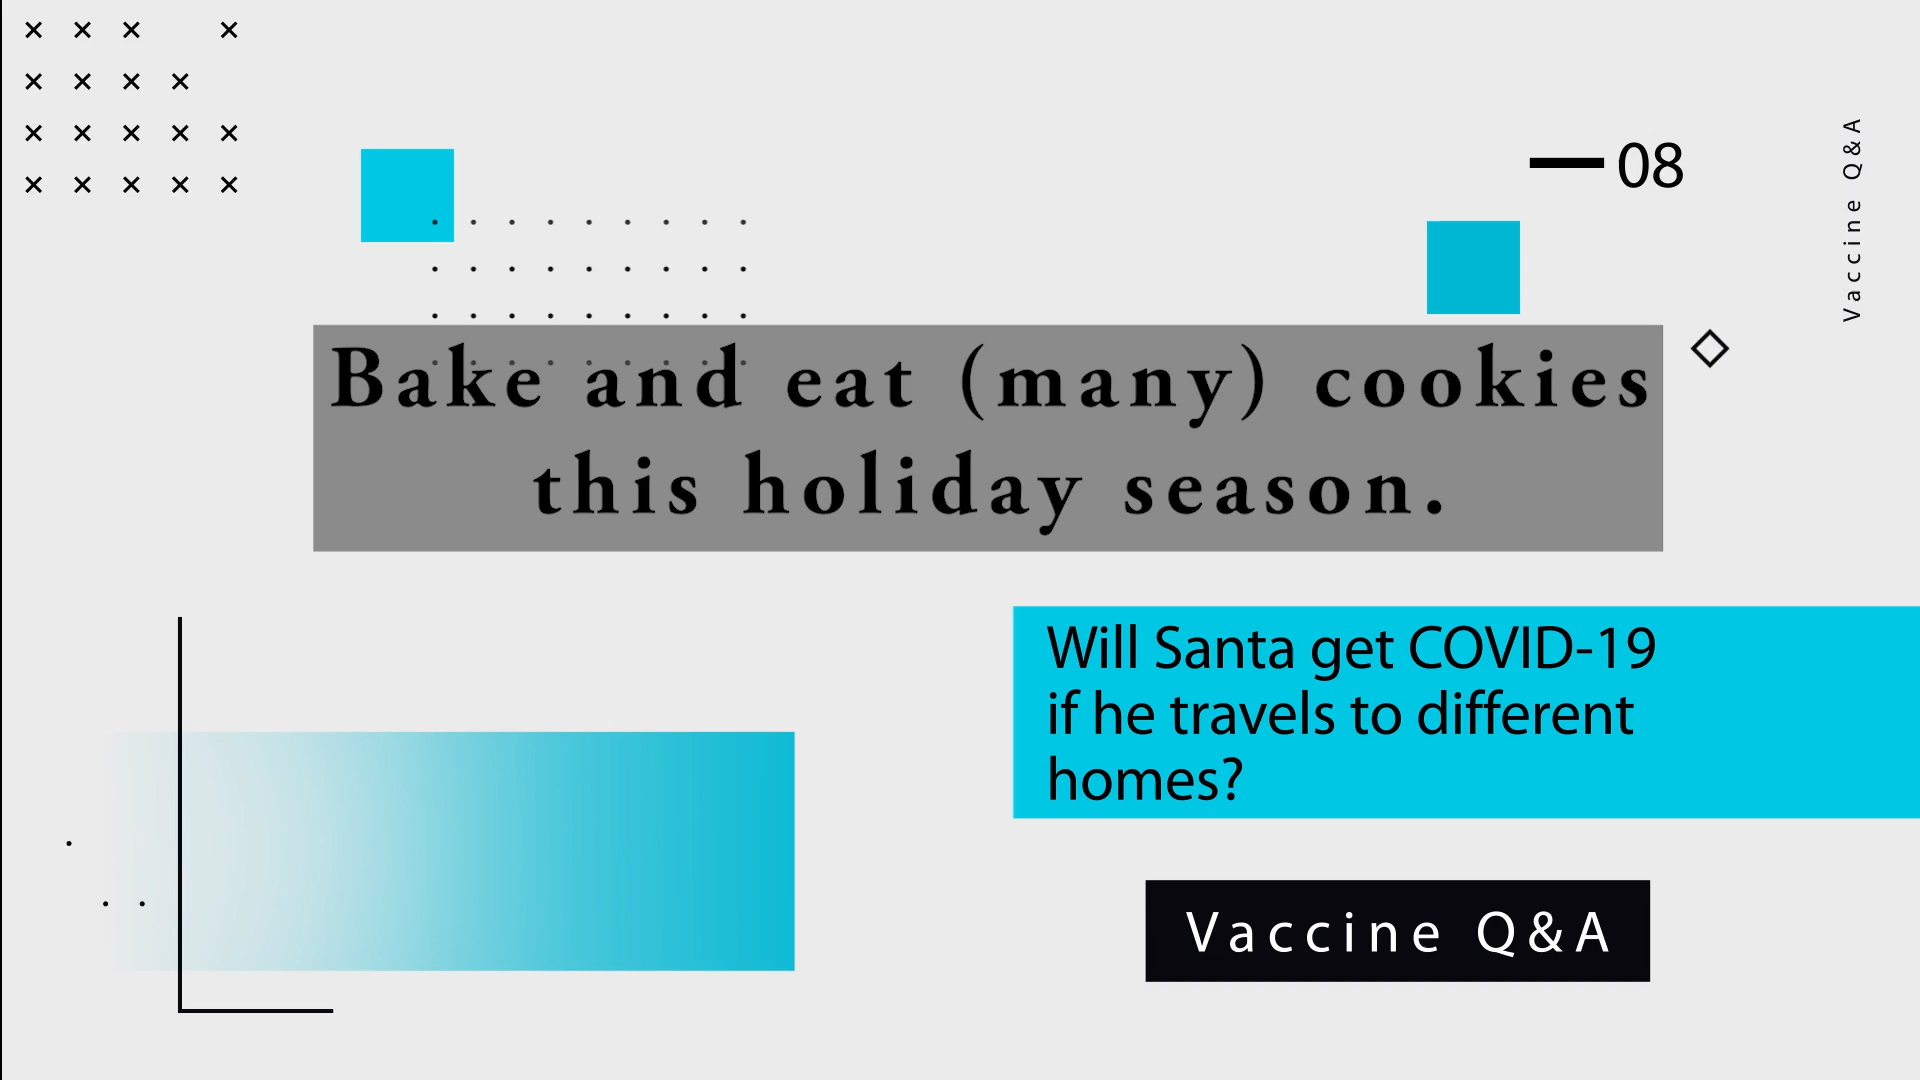 08
Vaccine Q&A
Bake and eat (many) cookies
this holiday season.
Will Santa get COVID-19
if he travels to different
homes?
Vaccine Q&A